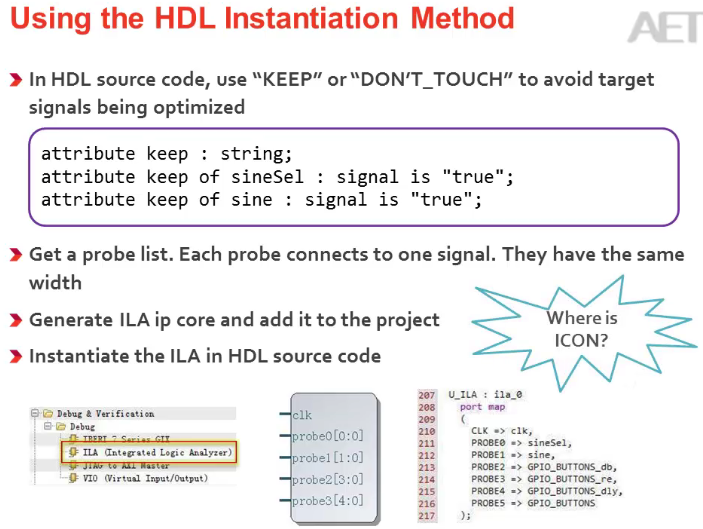 Using the HDL Instantiation Method
AET
In HDL source code, use “KEEP” or “DON’T_TOUCH” to avoid target
signals being optimized
attribute keep : string;
attribute keep of sineSel : signal is "true";
attribute keep of sine : signal is "true";
Get a probe list. Each probe connects to one signal. They have the same
width
Where is
ICON?
Generate ILA ip core and add it to the project
Instantiate the ILA in HDL source code
Debug & Verification
Debug
IBERT 7 Series GTX
ILA (Integrated Logic Analyzer)
JTAG to AXI Master
VIO (Virtual Input/Output)
clk
probe0[0:0]
probe1[1:0]
probe2[3:0]
probe3[4:0]
207 U_ILA : ila_0
208 port map
209 (
210 CLK => clk,
211 PROBE0 => sineSel,
212 PROBE1 => sine,
213 PROBE2 => GPIO_BUTTONS_db,
214 PROBE3 => GPIO_BUTTONS_re,
215 PROBE4 => GPIO_BUTTONS_dly,
216 PROBE5 => GPIO_BUTTONS
217 );